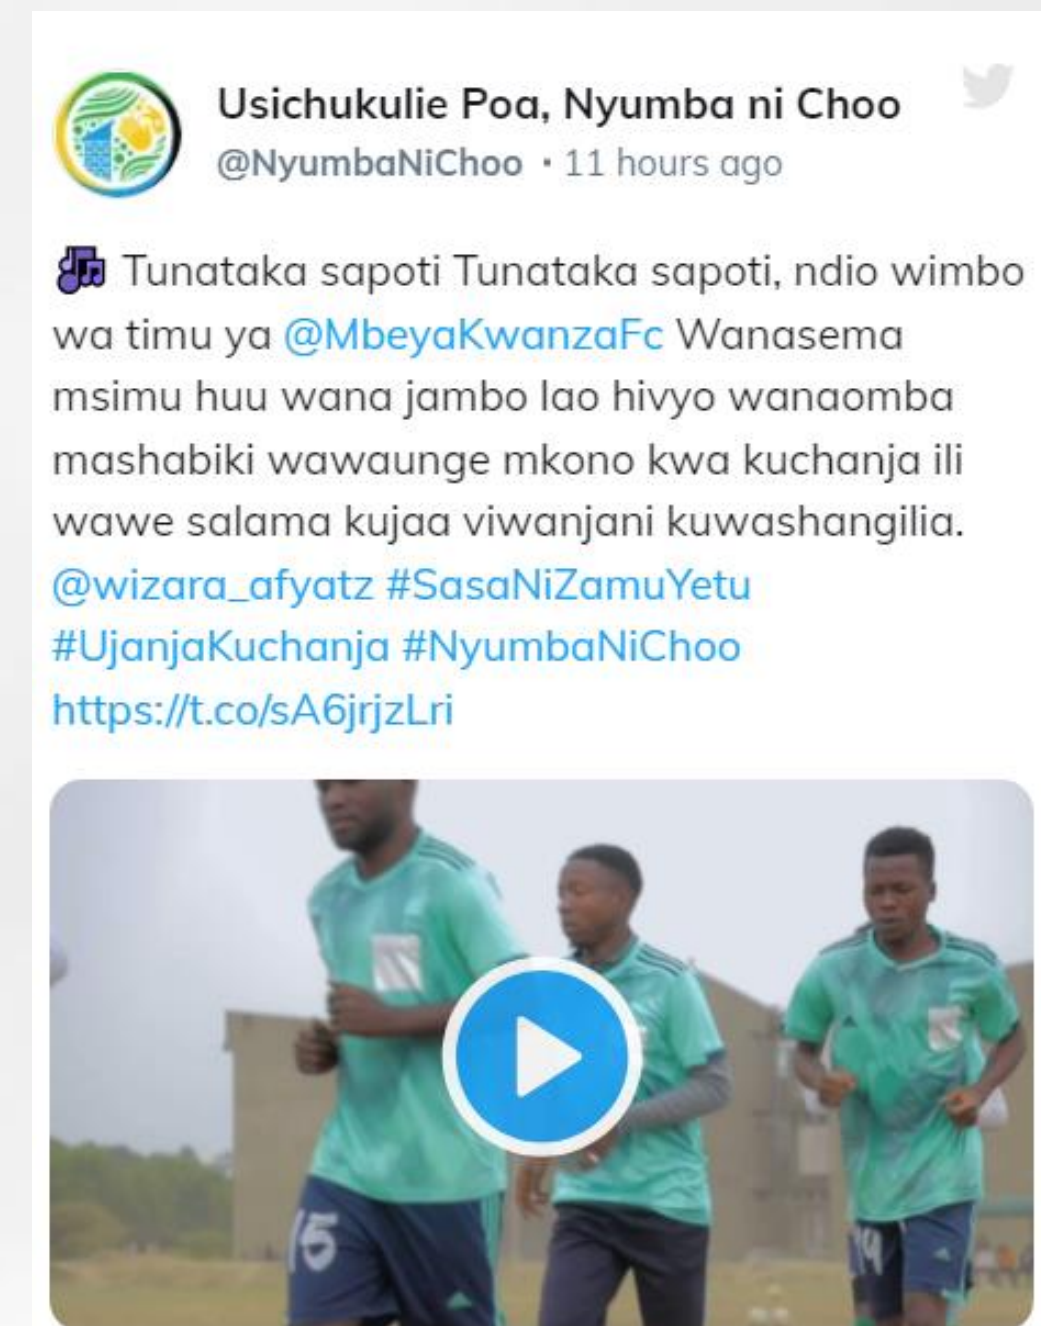 Usichukulie Poa, Nyumba ni Choo
@NyumbaNiChoo · 11 hours ago
🎶 Tunataka sapoti Tunataka sapoti, ndio wimbo
wa timu ya @MbeyaKwanzaFc Wanasema
msimu huu wana jambo lao hivyo wanaomba
mashabiki wawaunge mkono kwa kuchanja ili
wawe salama kujaa viwanjani kuwashangilia.
@wizara_afyatz #SasaNiZamuYetu
#UjanjaKuchanja #NyumbaNiChoo
https://t.co/sA6jrjzLri
15